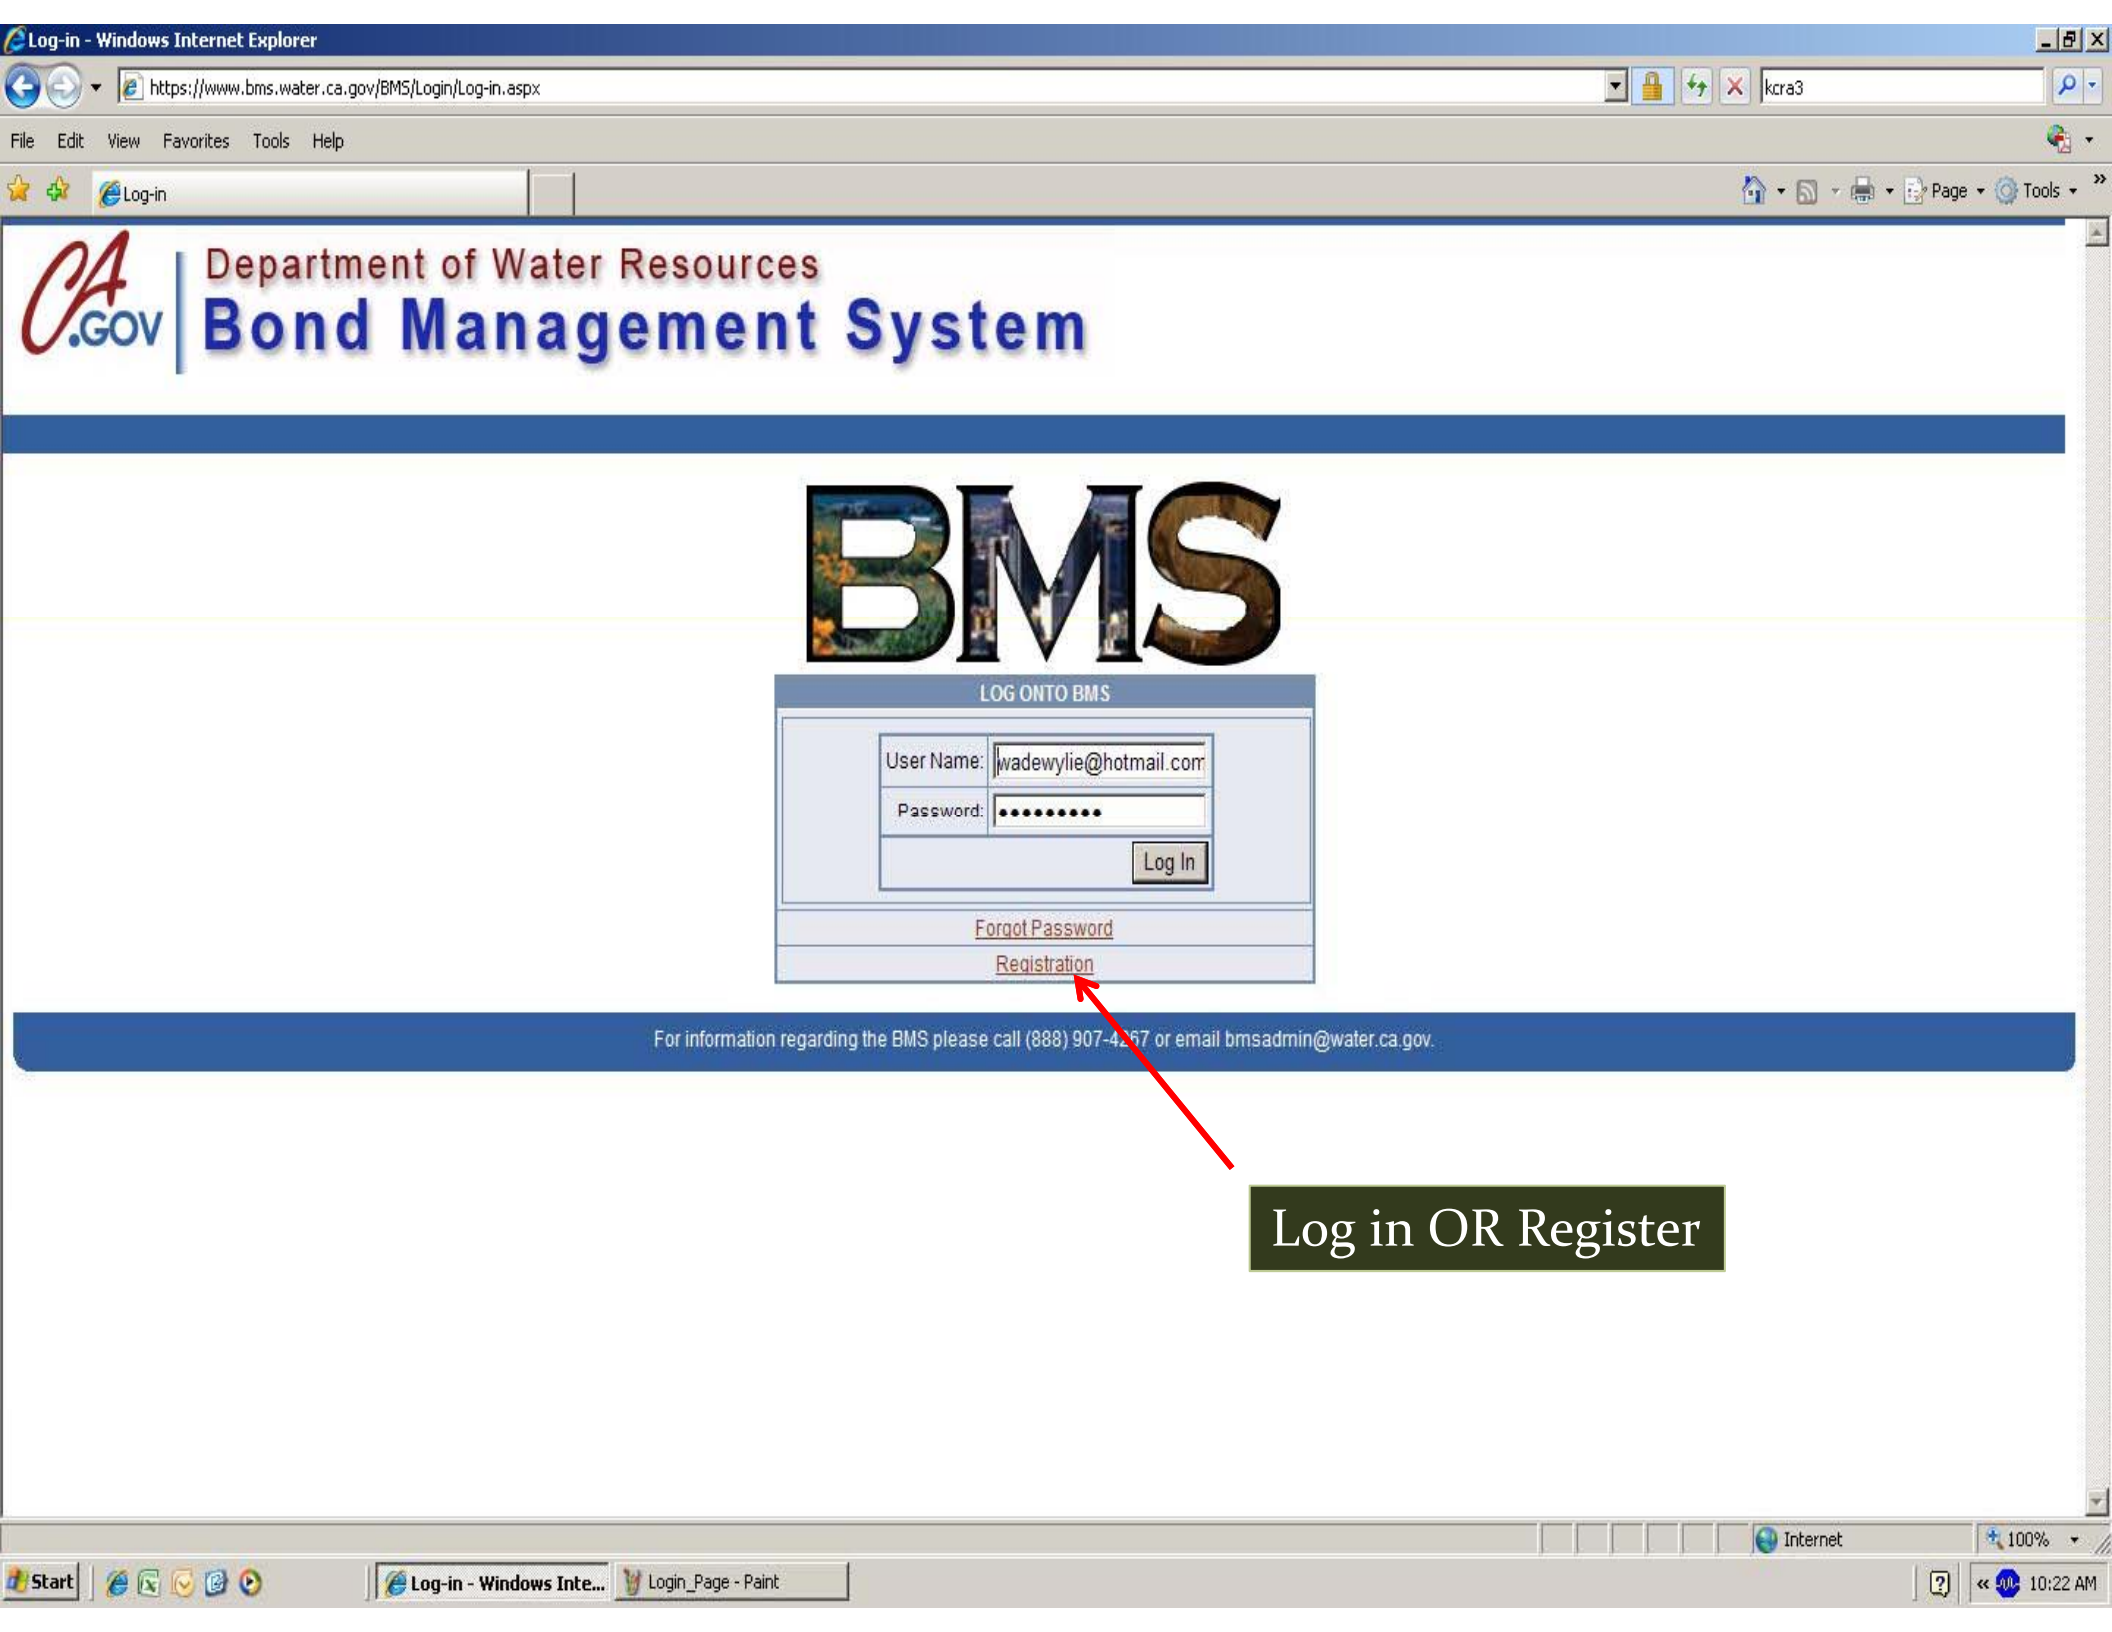 Log-in - Windows Internet Explorer
https://www.bms.water.ca.gov/BMS/Login/Log-in.aspx
kcra3
File Edit View Favorites Tools Help
Log-in
Page Tools »
CA.GOV
Department of Water Resources
Bond Management System
BMS
LOG ONTO BMS
User Name: wadewylie@hotmail.com
Password: •••••••••
Log In
Forgot Password
Registration
For information regarding the BMS please call (888) 907-4267 or email bmsadmin@water.ca.gov.
Log in OR Register
Internet 100%
Start Log-in - Windows Inte... Login_Page - Paint « 10:22 AM